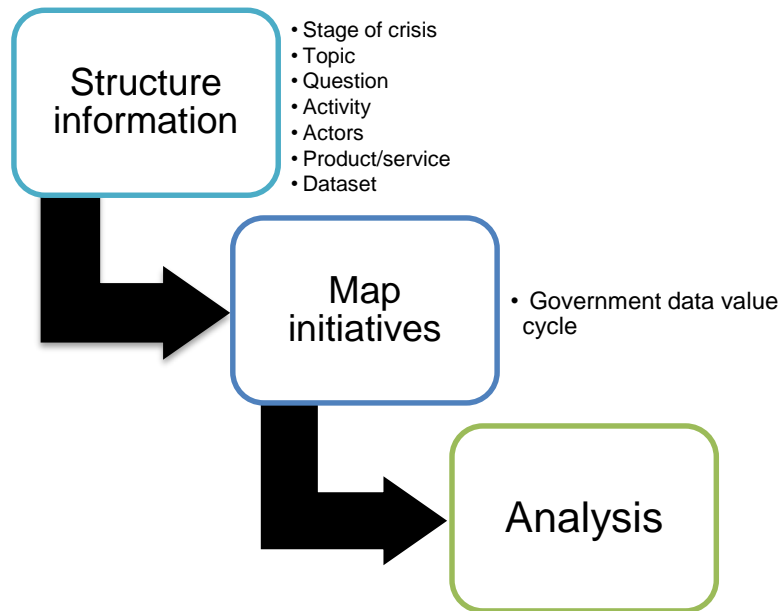 Structure
information
• Stage of crisis
• Topic
• Question
• Activity
• Actors
• Product/service
• Dataset
Map
initiatives
• Government data value
cycle
Analysis